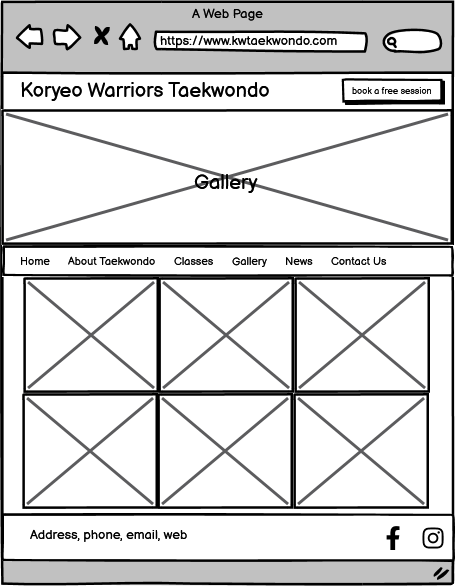 A Web Page
https://www.kwtaekwondo.com
Koryeo Warriors Taekwondo
book a free session
Gallery
Home About Taekwondo Classes Gallery News Contact Us
Address, phone, email, web